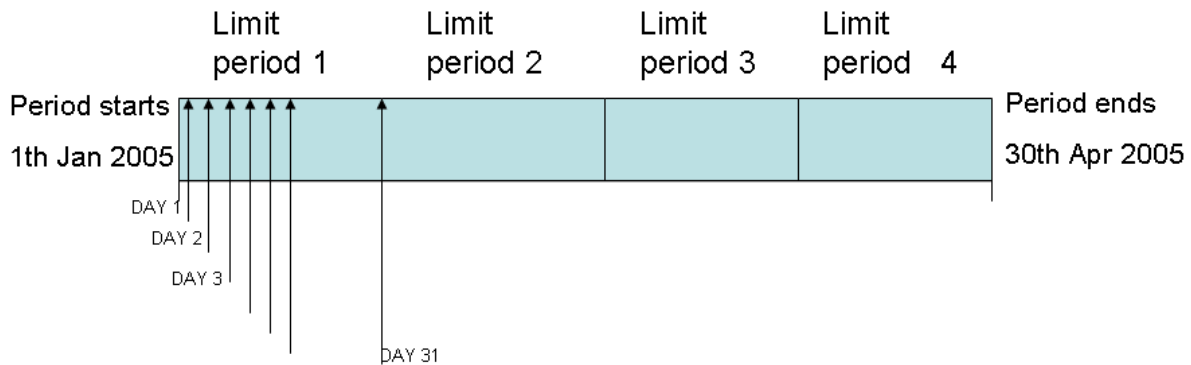 Limit
period 1
Limit
period 2
Limit
period 3
Limit
period 4
Period starts
1th Jan 2005
Period ends
30th Apr 2005
DAY 1
DAY 2
DAY 3
DAY 31